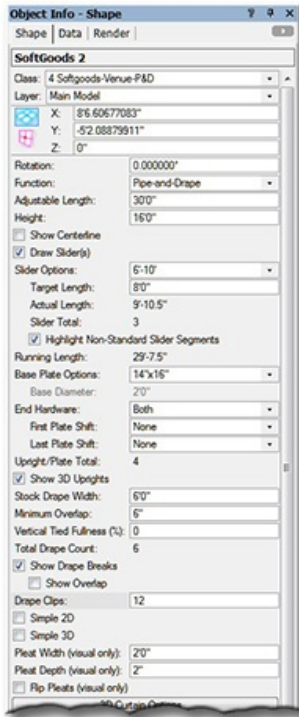 Object Info - Shape
Shape Data Render
SoftGoods 2
Class: 4 Softgoods-Venue-P&D
Layer: Main Model
X: 8'6.60677083"
Y: -5'2.08879911"
Z: 0"
Rotation: 0.000000°
Function: Pipe-and-Drape
Adjustable Length: 30'0"
Height: 16'0"
Show Centerline
Draw Slider(s)
Slider Options: 6'-10'
Target Length: 8'0"
Actual Length: 9'-10.5"
Slider Total: 3
Highlight Non-Standard Slider Segments
Running Length: 29'-7.5"
Base Plate Options: 14"x16"
Base Diameter: 2'0"
End Hardware: Both
First Plate Shift: None
Last Plate Shift: None
Upright/Plate Total: 4
Show 3D Uprights
Stock Drape Width: 6'0"
Minimum Overlap: 6"
Vertical Tied Fullness (%): 0
Total Drape Count: 6
Show Drape Breaks
Show Overlap
Drape Clips: 12
Simple 2D
Simple 3D
Pleat Width (visual only): 2'0"
Pleat Depth (visual only): 2"
Flip Pleats (visual only)
3D Curtain Options